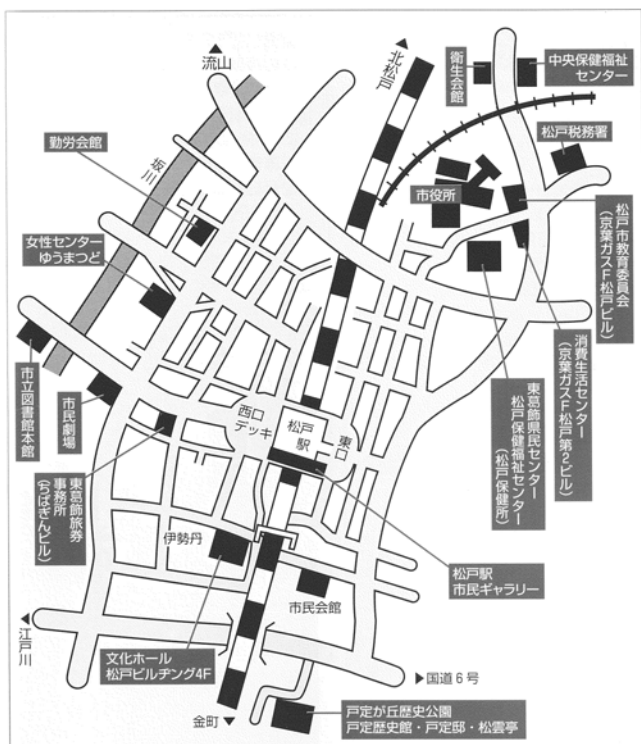 流山
北松戸
衛生会館
中央保健福祉
センター
勤労会館
坂川
松戸税務署
市役所
松戸市教育委員会
(京葉ガスF松戸ビル)
女性センター
ゆうまつど
消費生活センター
(京葉ガスF松戸第2ビル)
東葛飾県民センター
松戸保健福祉センター
(松戸保健所)
市立図書館本館
市民劇場
西口
デッキ
松戸
駅
東口
東葛飾旅券
事務所
(ちばぎんビル)
伊勢丹
松戸駅
市民ギャラリー
市民会館
江戸川
文化ホール
松戸ビルヂング4F
国道6号
金町
戸定が丘歴史公園
戸定歴史館・戸定邸・松雲亭